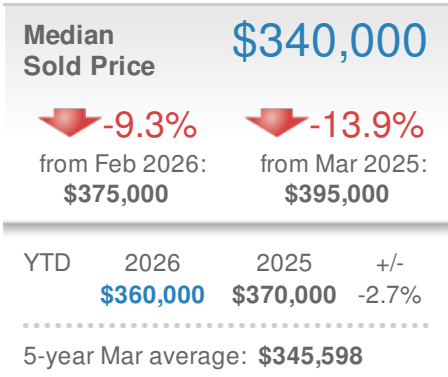 Median
Sold Price
$340,000
-9.3%
from Feb 2026:
$375,000
-13.9%
from Mar 2025:
$395,000
YTD 2026 2025 +/-
$360,000 $370,000 -2.7%
5-year Mar average: $345,598